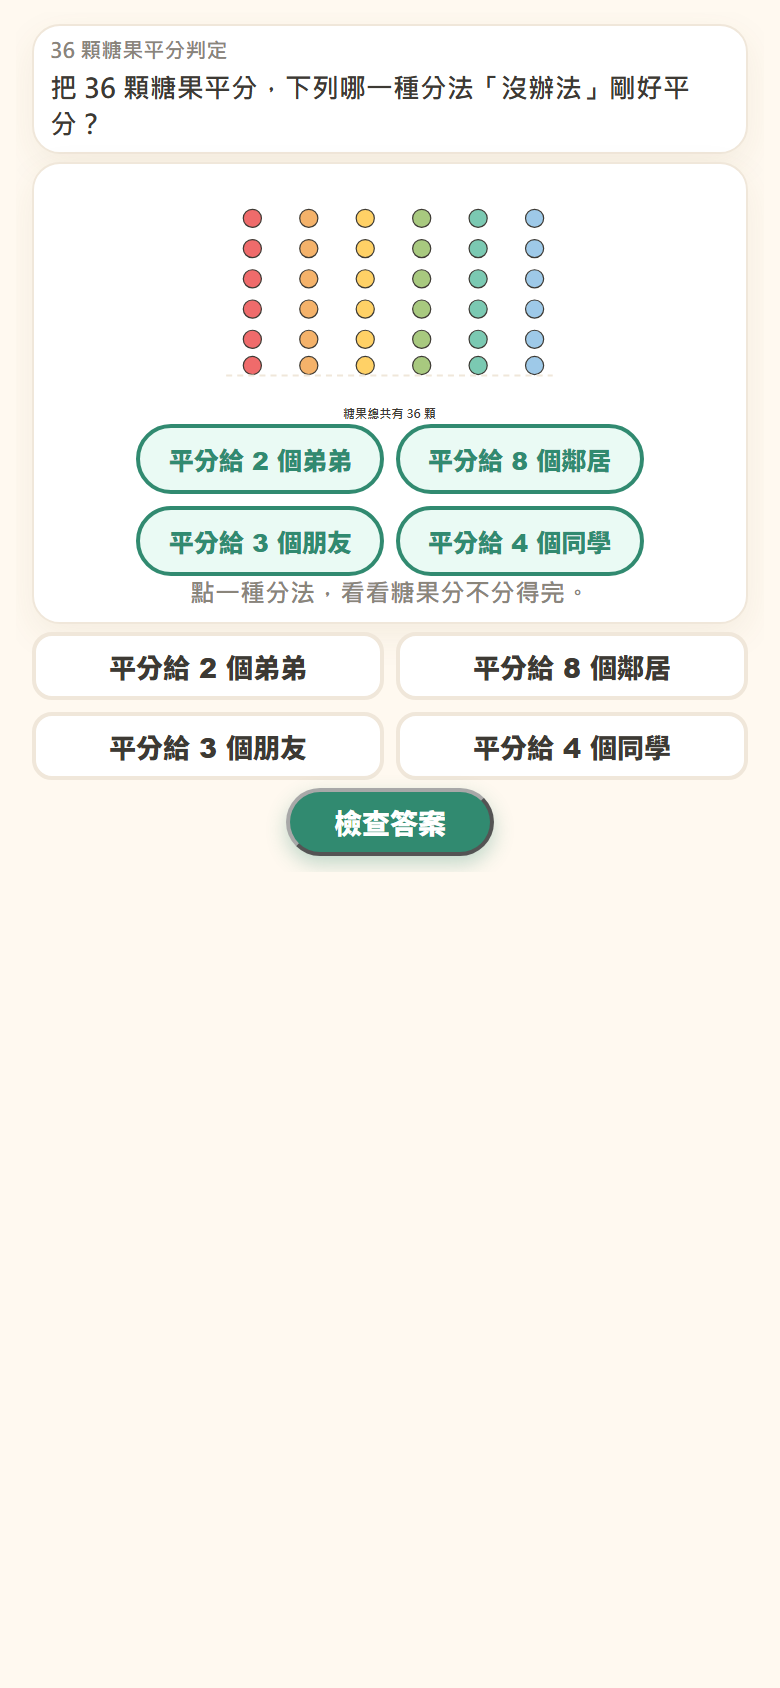 36 顆糖果平分判定
把 36 顆糖果平分，下列哪一種分法「沒辦法」剛好平
分？
糖果總共有 36 顆
平分給 2 個弟弟
平分給 8 個鄰居
平分給 3 個朋友
平分給 4 個同學
點一種分法，看看糖果分不分得完。
平分給 2 個弟弟
平分給 8 個鄰居
平分給 3 個朋友
平分給 4 個同學
檢查答案